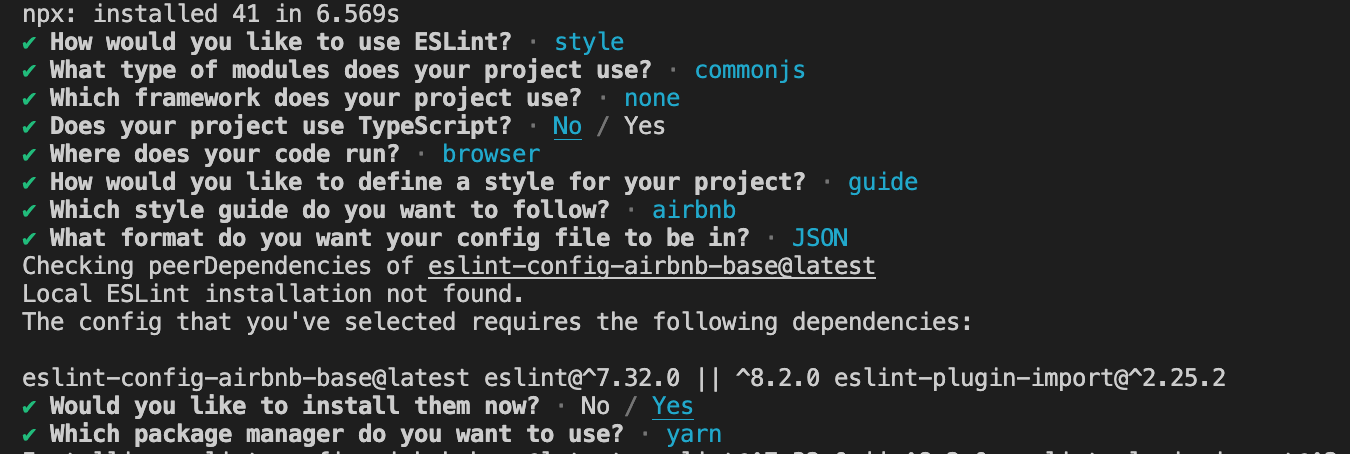 npx: installed 41 in 6.569s
✔ How would you like to use ESLint? · style
✔ What type of modules does your project use? · commonjs
✔ Which framework does your project use? · none
✔ Does your project use TypeScript? · No / Yes
✔ Where does your code run? · browser
✔ How would you like to define a style for your project? · guide
✔ Which style guide do you want to follow? · airbnb
✔ What format do you want your config file to be in? · JSON
Checking peerDependencies of eslint-config-airbnb-base@latest
Local ESLint installation not found.
The config that you've selected requires the following dependencies:
eslint-config-airbnb-base@latest eslint@^7.32.0 || ^8.2.0 eslint-plugin-import@^2.25.2
✔ Would you like to install them now? · No / Yes
✔ Which package manager do you want to use? · yarn